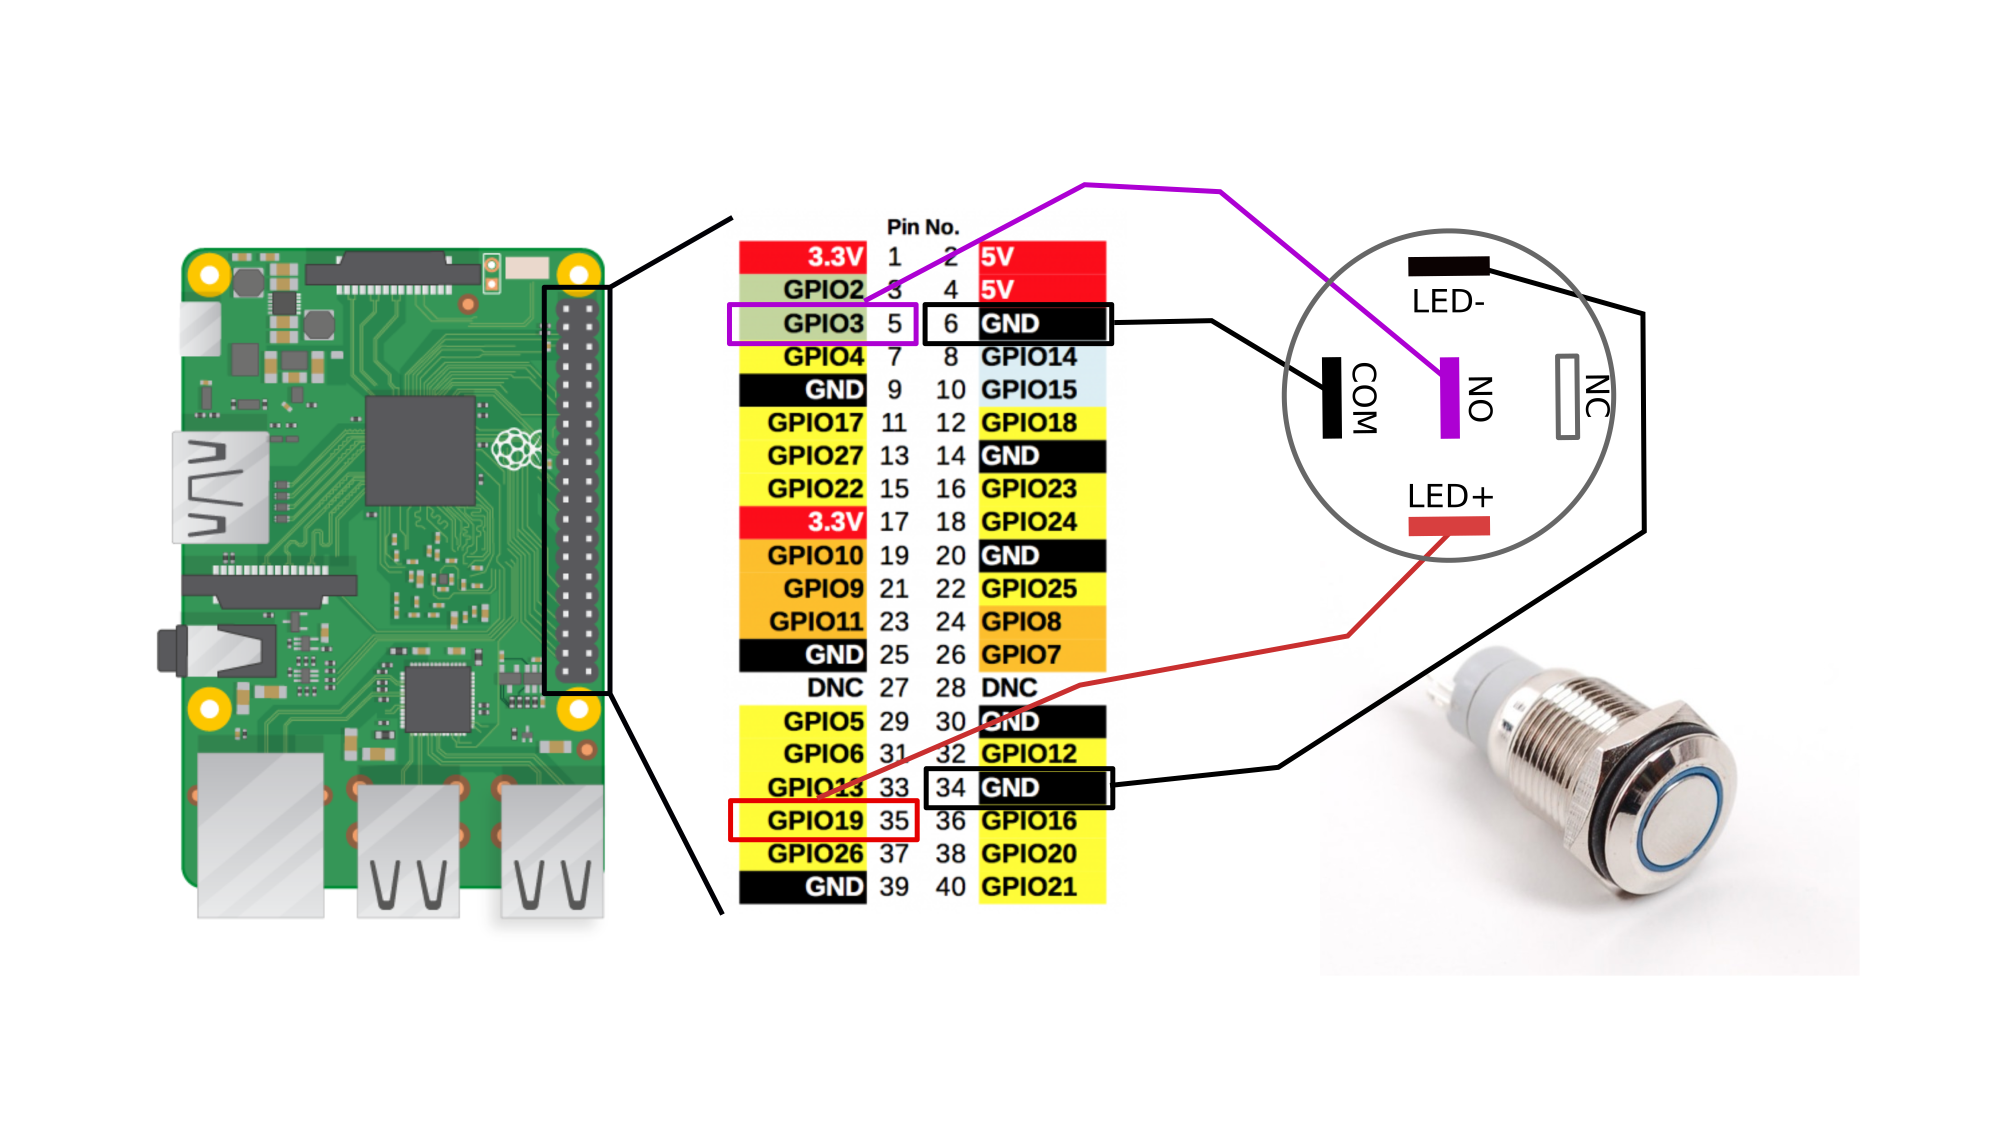 Pin No.
3.3V 1 2 5V
GPIO2 3 4 5V
GPIO3 5 6 GND
GPIO4 7 8 GPIO14
GND 9 10 GPIO15
GPIO17 11 12 GPIO18
GPIO27 13 14 GND
GPIO22 15 16 GPIO23
3.3V 17 18 GPIO24
GPIO10 19 20 GND
GPIO9 21 22 GPIO25
GPIO11 23 24 GPIO8
GND 25 26 GPIO7
DNC 27 28 DNC
GPIO5 29 30 GND
GPIO6 31 32 GPIO12
GPIO13 33 34 GND
GPIO19 35 36 GPIO16
GPIO26 37 38 GPIO20
GND 39 40 GPIO21
LED-
COM
NO
NC
LED+